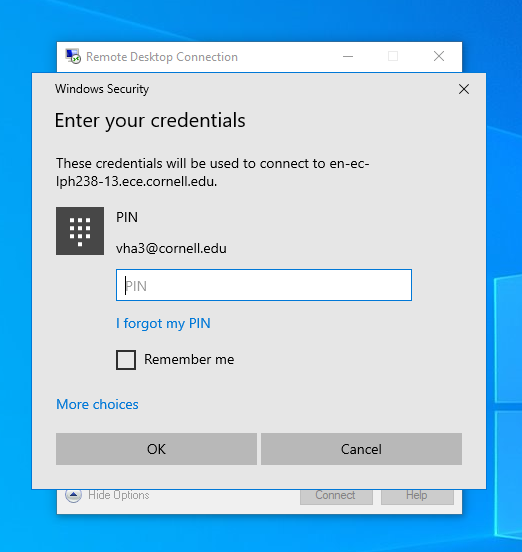 Remote Desktop Connection
Windows Security
Enter your credentials
These credentials will be used to connect to en-ec-
lph238-13.ece.cornell.edu.
PIN
vha3@cornell.edu
PIN
I forgot my PIN
Remember me
More choices
OK Cancel
Hide Options Connect Help